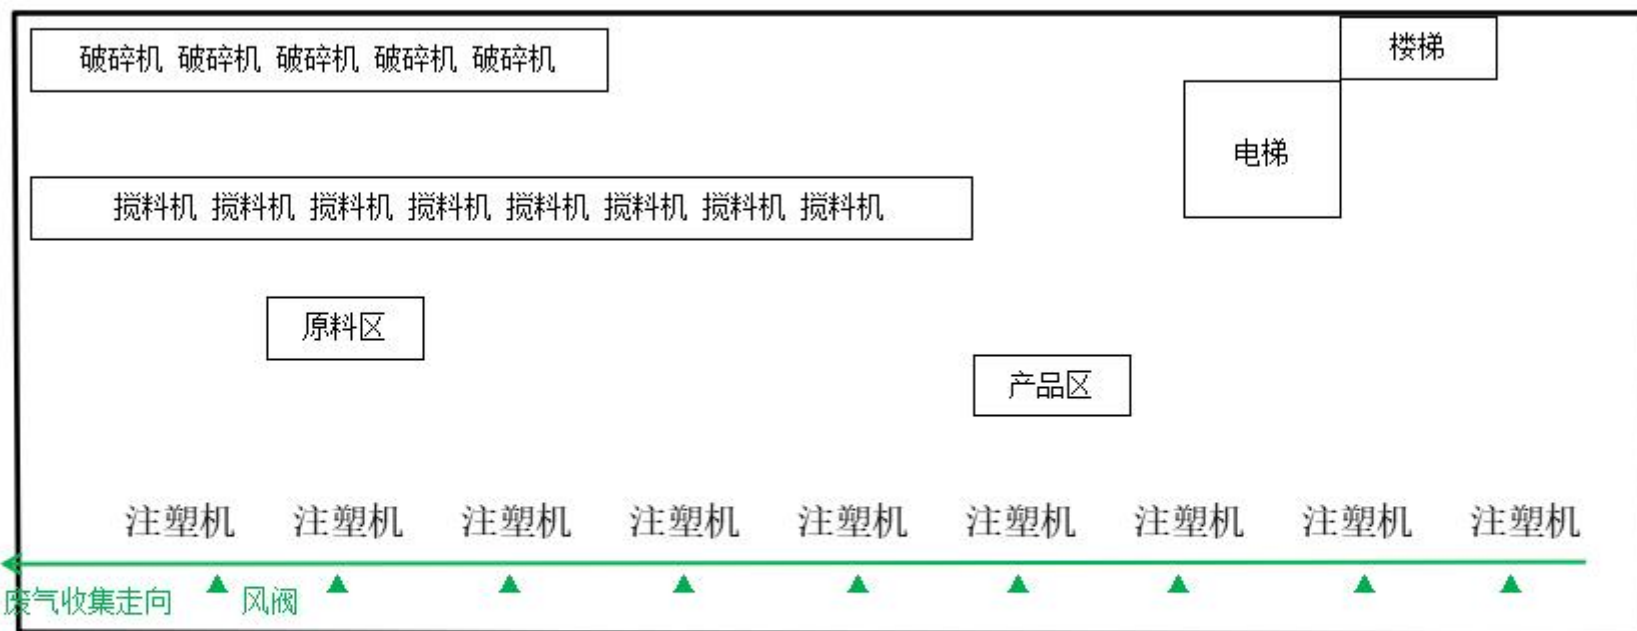 破碎机 破碎机 破碎机 破碎机 破碎机
楼梯
电梯
搅料机 搅料机 搅料机 搅料机 搅料机 搅料机 搅料机 搅料机
原料区
产品区
注塑机 注塑机 注塑机 注塑机 注塑机 注塑机 注塑机 注塑机 注塑机
废气收集走向 风阀